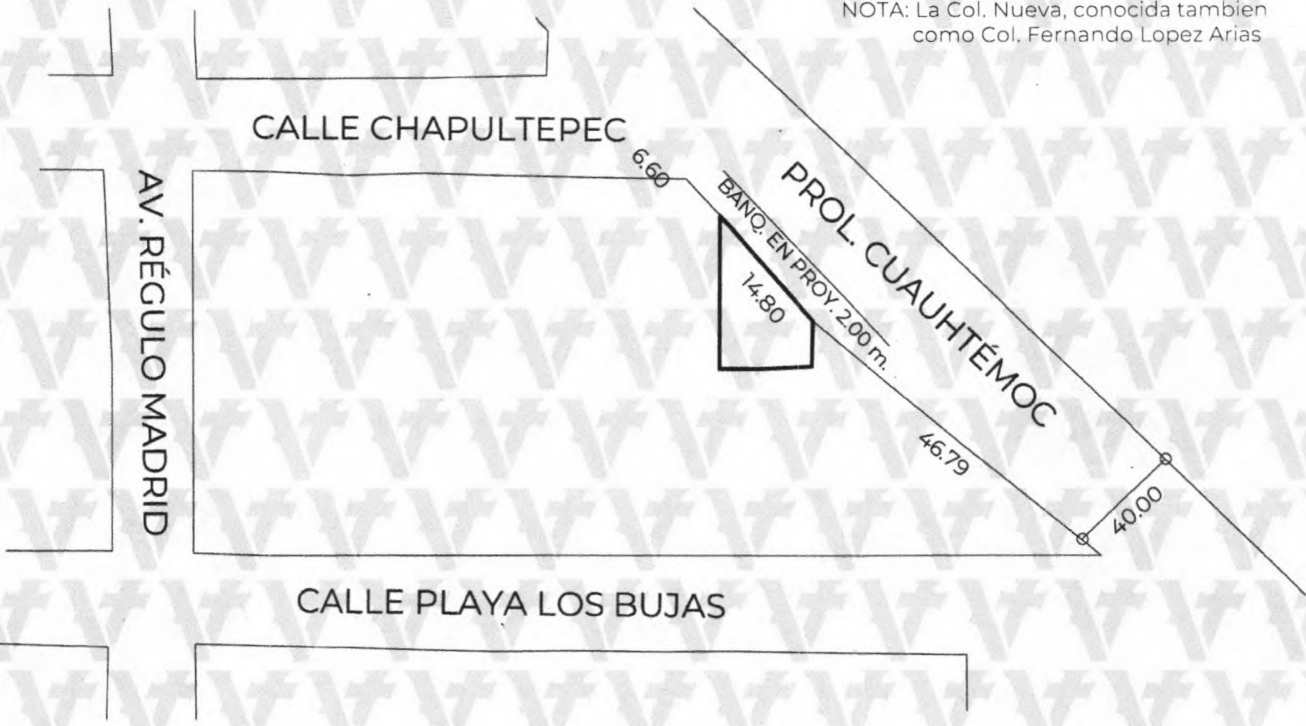 NOTA: La Col. Nueva, conocida tambien
como Col. Fernando Lopez Arias
CALLE CHAPULTEPEC
6.60
AV. RÉGULO MADRID
BANQ. EN PROY. 2.00 m.
PROL. CUAUHTÉMOC
14.80
46.79
40.00
CALLE PLAYA LOS BUJAS